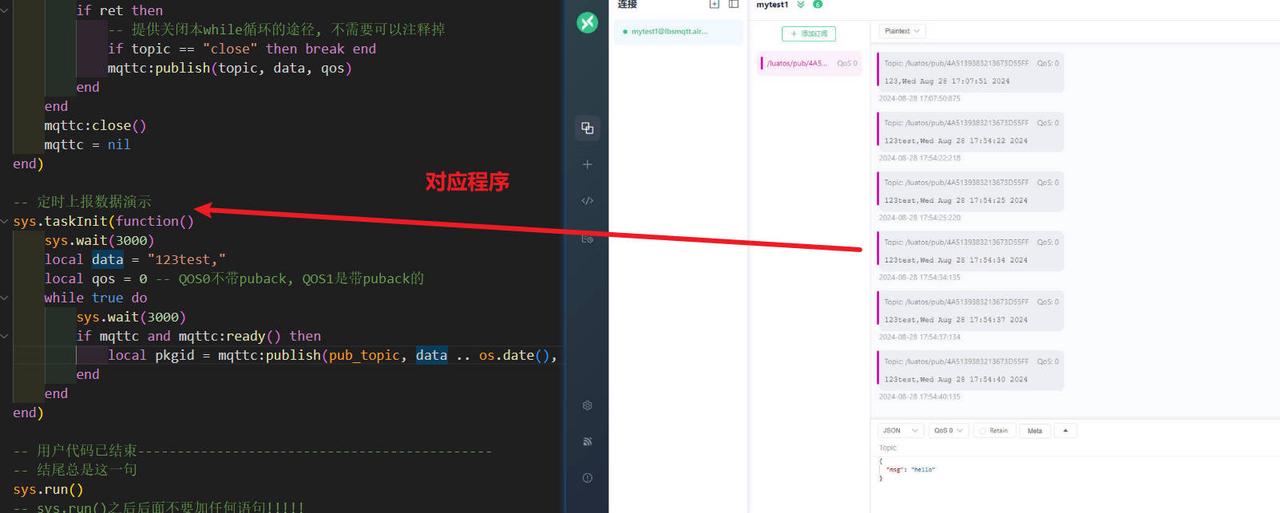 if ret then
-- 提供关闭本while循环的途径, 不需要可以注释掉
if topic == "close" then break end
mqttc:publish(topic, data, qos)
end
end
mqttc:close()
mqttc = nil
end)
-- 定时上报数据演示
sys.taskInit(function()
sys.wait(3000)
local data = "123test,"
local qos = 0 -- QOS0不带puback, QOS1是带puback的
while true do
sys.wait(3000)
if mqttc and mqttc:ready() then
local pkgid = mqttc:publish(pub_topic, data .. os.date(),
end
end
end)
-- 用户代码已结束---------------------------------------------
-- 结尾总是这一句
sys.run()
-- sys.run()之后后面不要加任何语句!!!!!
对应程序
连接
mytest1@lbsmqtt.air...
mytest1
6
+ 添加订阅
/luatos/pub/4A5... QoS 0
Plaintext
Topic: /luatos/pub/4A5139383213673D55FF QoS: 0
123,Wed Aug 28 17:07:51 2024
2024-08-28 17:07:50:875
Topic: /luatos/pub/4A5139383213673D55FF QoS: 0
123test,Wed Aug 28 17:54:22 2024
2024-08-28 17:54:22:218
Topic: /luatos/pub/4A5139383213673D55FF QoS: 0
123test,Wed Aug 28 17:54:25 2024
2024-08-28 17:54:25:220
Topic: /luatos/pub/4A5139383213673D55FF QoS: 0
123test,Wed Aug 28 17:54:34 2024
2024-08-28 17:54:34:135
Topic: /luatos/pub/4A5139383213673D55FF QoS: 0
123test,Wed Aug 28 17:54:37 2024
2024-08-28 17:54:37:134
Topic: /luatos/pub/4A5139383213673D55FF QoS: 0
123test,Wed Aug 28 17:54:40 2024
2024-08-28 17:54:40:135
JSON QoS 0 Retain Meta
Topic
{
"msg": "hello"
}